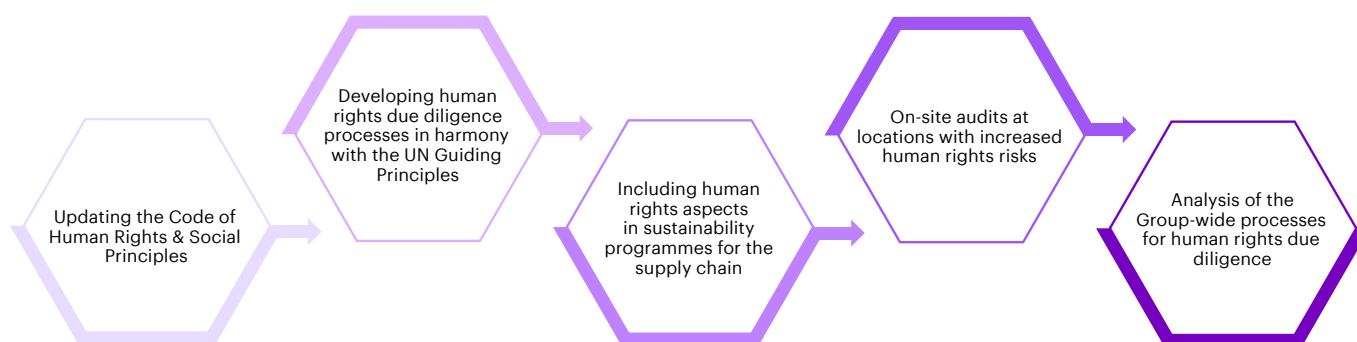 Updating the Code of
Human Rights & Social
Principles
Developing human
rights due diligence
processes in harmony
with the UN Guiding
Principles
Including human
rights aspects
in sustainability
programmes for the
supply chain
On-site audits at
locations with increased
human rights risks
Analysis of the
Group-wide processes
for human rights due
diligence